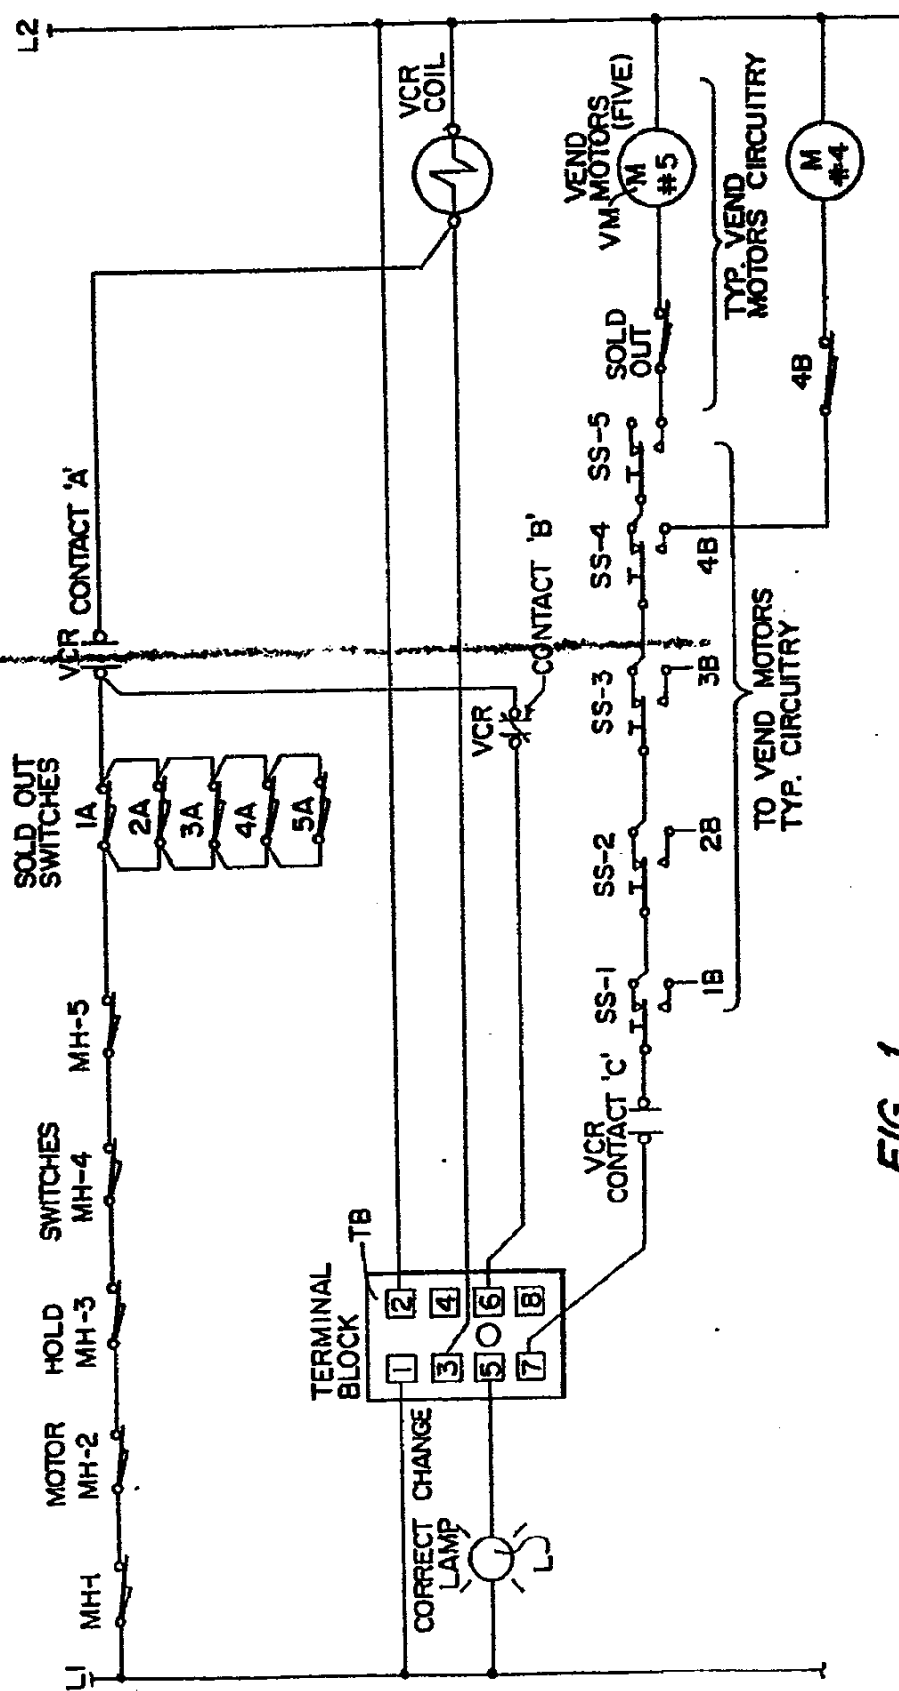 L1
L2
MH-1
MOTOR
MH-2
HOLD
MH-3
SWITCHES
MH-4
MH-5
SOLD OUT
SWITCHES
1A
2A
3A
4A
5A
VCR CONTACT 'A'
VCR
COIL
TERMINAL
BLOCK
TB
1
2
3
4
5
6
7
8
CORRECT CHANGE
LAMP
L
VCR
CONTACT 'B'
VCR
CONTACT 'C'
SS-1
SS-2
SS-3
SS-4
SS-5
1B
2B
3B
4B
SOLD
OUT
VEND
MOTORS
(FIVE)
VM
M
#5
TYP. VEND
MOTORS CIRCUITRY
TO VEND MOTORS
TYP. CIRCUITRY
4B
M
#4
FIG. 1